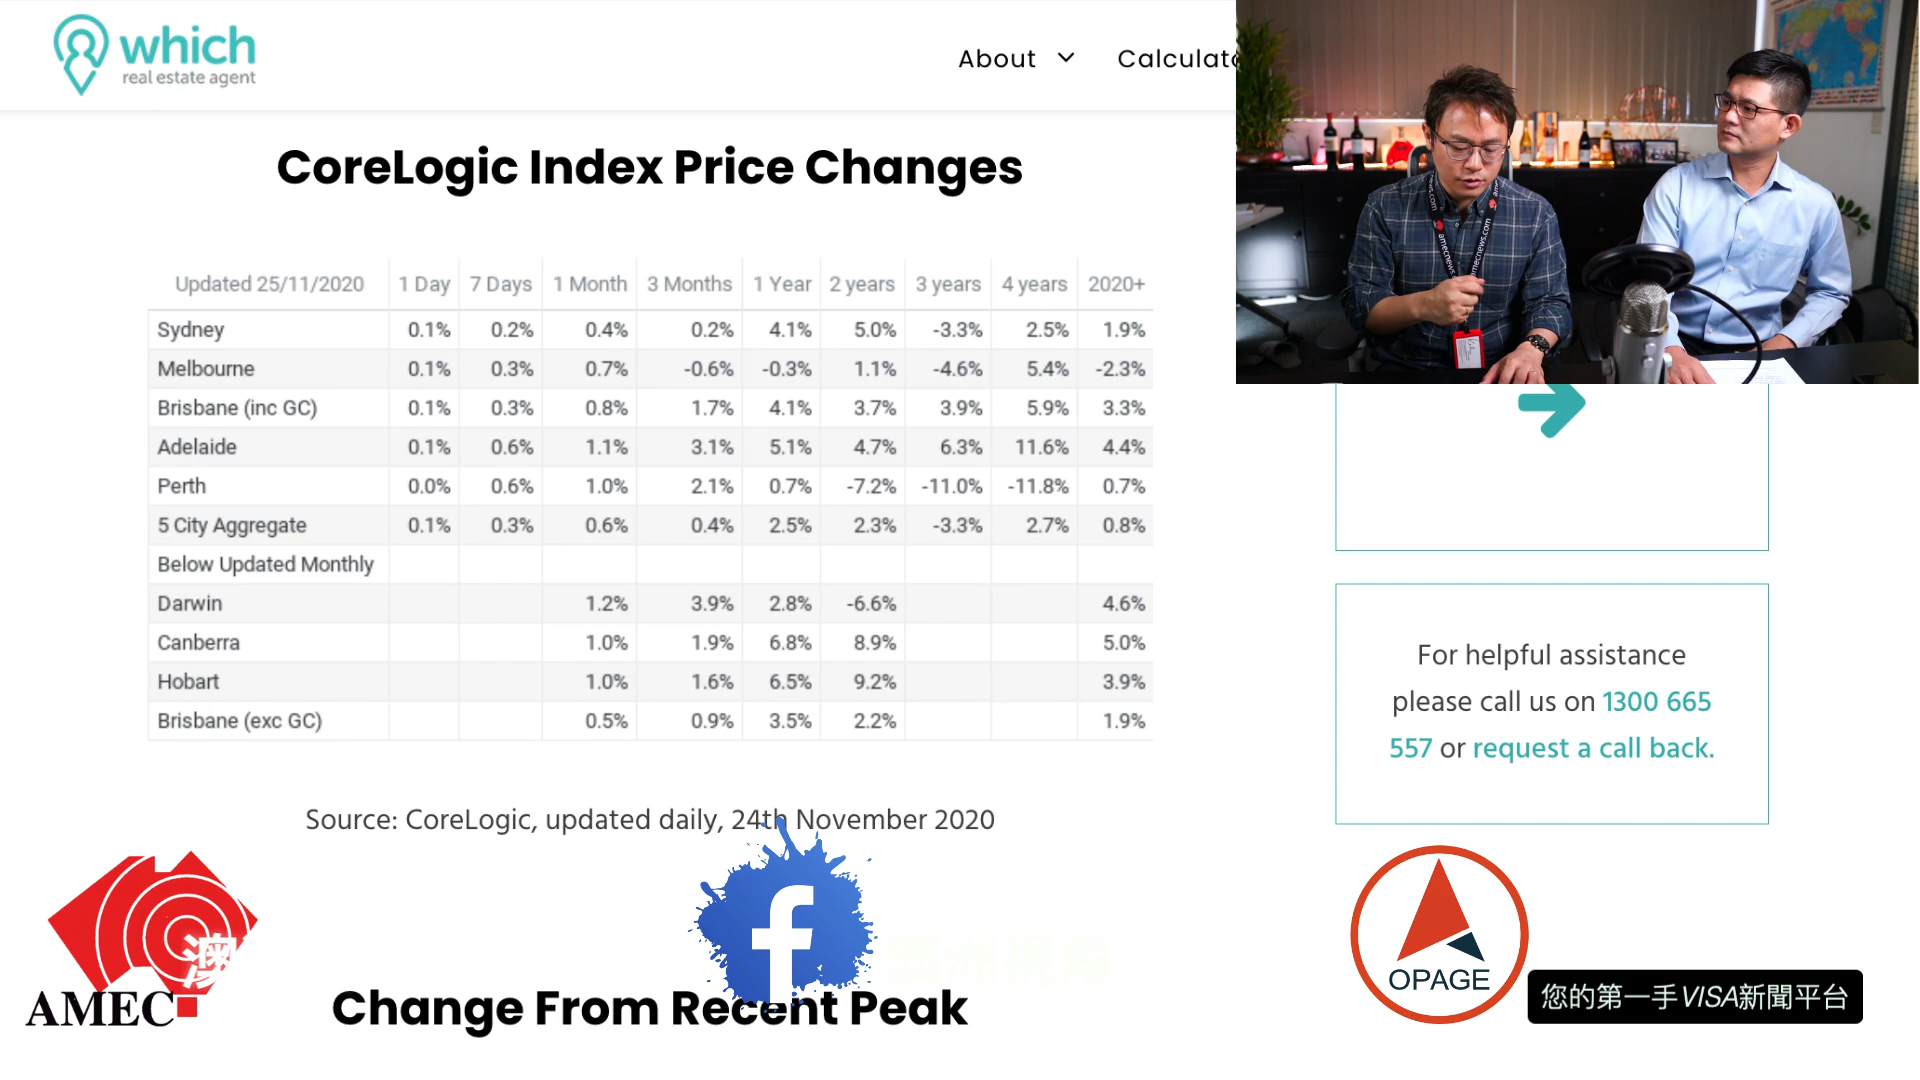 which
real estate agent
About
Calculato
CoreLogic Index Price Changes
Updated 25/11/2020 1 Day 7 Days 1 Month 3 Months 1 Year 2 years 3 years 4 years 2020+
Sydney 0.1% 0.2% 0.4% 0.2% 4.1% 5.0% -3.3% 2.5% 1.9%
Melbourne 0.1% 0.3% 0.7% -0.6% -0.3% 1.1% -4.6% 5.4% -2.3%
Brisbane (inc GC) 0.1% 0.3% 0.8% 1.7% 4.1% 3.7% 3.9% 5.9% 3.3%
Adelaide 0.1% 0.6% 1.1% 3.1% 5.1% 4.7% 6.3% 11.6% 4.4%
Perth 0.0% 0.6% 1.0% 2.1% 0.7% -7.2% -11.0% -11.8% 0.7%
5 City Aggregate 0.1% 0.3% 0.6% 0.4% 2.5% 2.3% -3.3% 2.7% 0.8%
Below Updated Monthly
Darwin 1.2% 3.9% 2.8% -6.6% 4.6%
Canberra 1.0% 1.9% 6.8% 8.9% 5.0%
Hobart 1.0% 1.6% 6.5% 9.2% 3.9%
Brisbane (exc GC) 0.5% 0.9% 3.5% 2.2% 1.9%
Source: CoreLogic, updated daily, 24th November 2020
Change From Recent Peak
amecnews.com
amecnews.com
For helpful assistance
please call us on 1300 665
557 or request a call back.
澳
AMEC
f
OPAGE
您的第一手VISA新聞平台